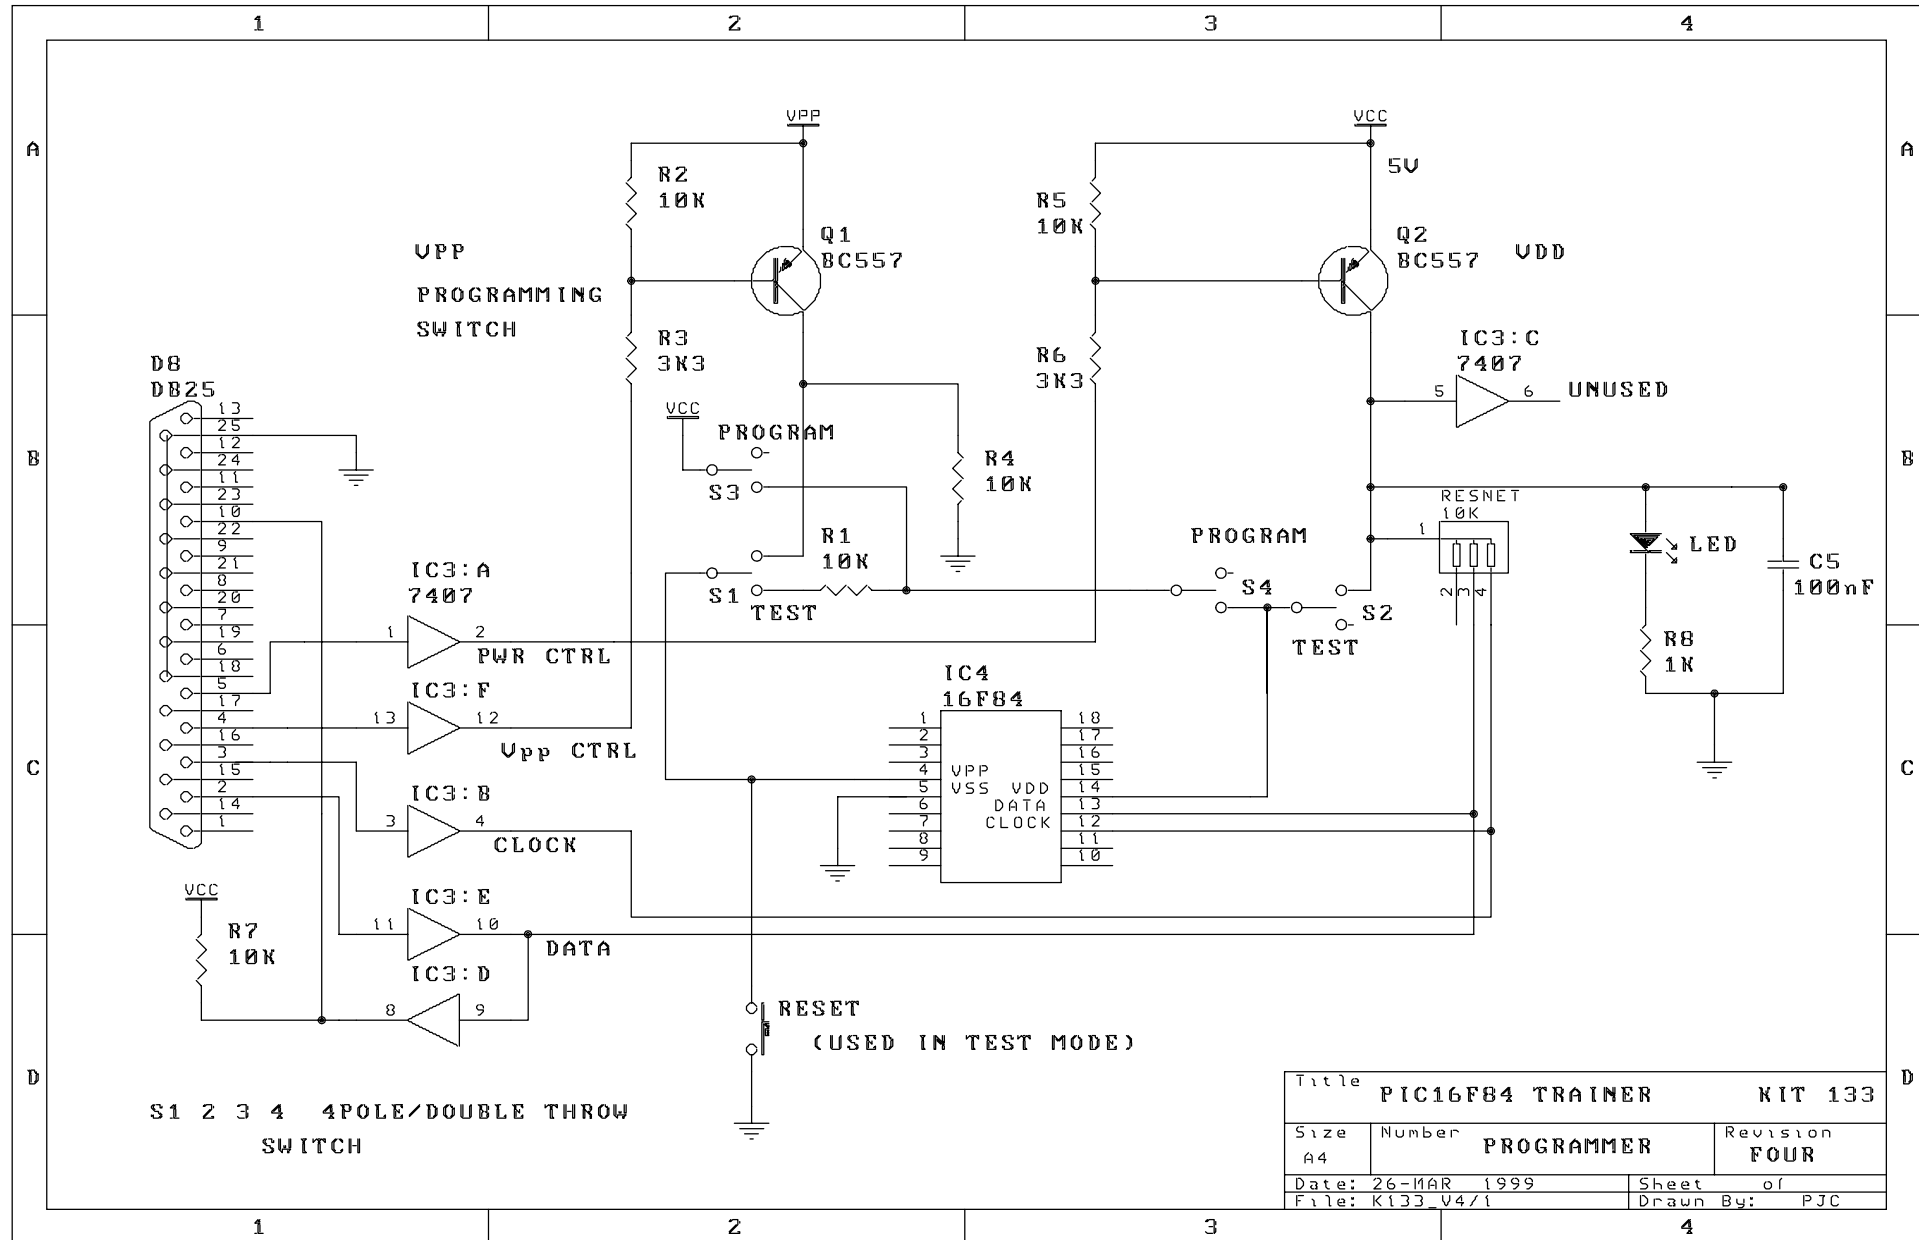 1 2 3 4
A A
B B
C C
D D
1 2 3 4
VPP
R2
10K
Q1
BC557
VPP
PROGRAMMING
SWITCH
R3
3K3
VCC
5V
R5
10K
Q2
BC557
VDD
R6
3K3
IC3:C
7407
5 6
UNUSED
D8
DB25
13
25
12
24
11
23
10
22
9
21
8
20
7
19
6
18
5
17
4
16
3
15
2
14
1
VCC
PROGRAM
S3
R4
10K
R1
10K
S1
TEST
PROGRAM
S4
S2
TEST
RESNET
10K
1
2 3 4
LED
C5
100nF
R8
1K
IC3:A
7407
1 2
PWR CTRL
IC3:F
13 12
Vpp CTRL
IC3:B
3 4
CLOCK
IC3:E
11 10
DATA
IC3:D
8 9
VCC
R7
10K
IC4
16F84
1 18
2 17
3 16
4 VPP 15
5 VSS VDD 14
6 DATA 13
7 CLOCK 12
8 11
9 10
RESET
(USED IN TEST MODE)
S1 2 3 4 4POLE/DOUBLE THROW
SWITCH
Title PIC16F84 TRAINER KIT 133
Size Number PROGRAMMER Revision
A4 FOUR
Date: 26-MAR 1999 Sheet of
File: K133_V4/1 Drawn By: PJC